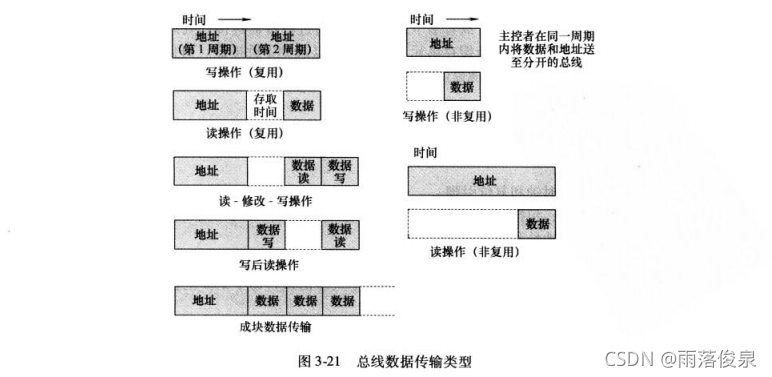 时间
地址
(第1周期)
地址
(第2周期)
写操作(复用)
地址
存取
时间
数据
读操作(复用)
地址
数据
读
数据
写
读-修改-写操作
地址
数据
写
数据
读
写后读操作
地址
数据
数据
数据
成块数据传输
时间
地址
主控者在同一周期
内将数据和地址送
至分开的总线
数据
写操作(非复用)
时间
地址
数据
读操作(非复用)
图3-21 总线数据传输类型
CSDN @雨落俊泉